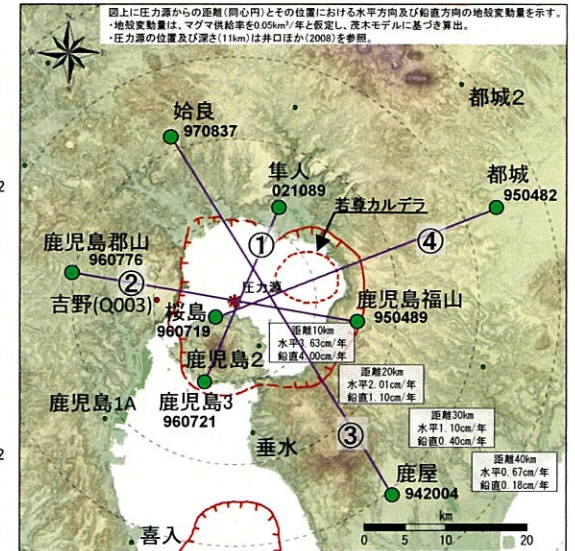 図上に圧力源からの距離(同心円)とその位置における水平方向及び鉛直方向の地殻変動量を示す。
・地殻変動量は、マグマ供給率を0.05km³/年と仮定し、茂木モデルに基づき算出。
・圧力源の位置及び深さ(11km)は井口ほか(2008)を参照。
都城2
姶良
970837
隼人
021089
都城
950482
若尊カルデラ
①
④
鹿児島郡山
960776
②
圧力源
吉野(Q003)
桜島
960719
鹿児島福山
950489
距離10km
水平3.63cm/年
鉛直4.00cm/年
鹿児島2
距離20km
水平2.01cm/年
鉛直1.10cm/年
鹿児島1A
鹿児島3
960721
距離30km
水平1.10cm/年
鉛直0.40cm/年
③
垂水
距離40km
水平0.67cm/年
鉛直0.18cm/年
鹿屋
942004
喜入
km
0 10 20
2
2